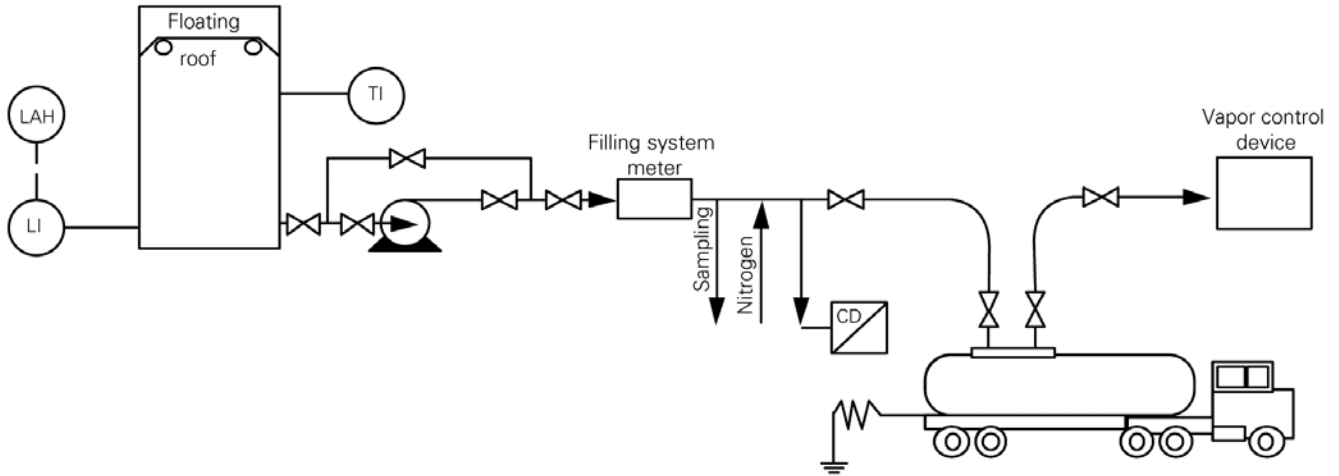 Floating
roof
LAH
TI
LI
Filling system
meter
Sampling
Nitrogen
CD
Vapor control
device